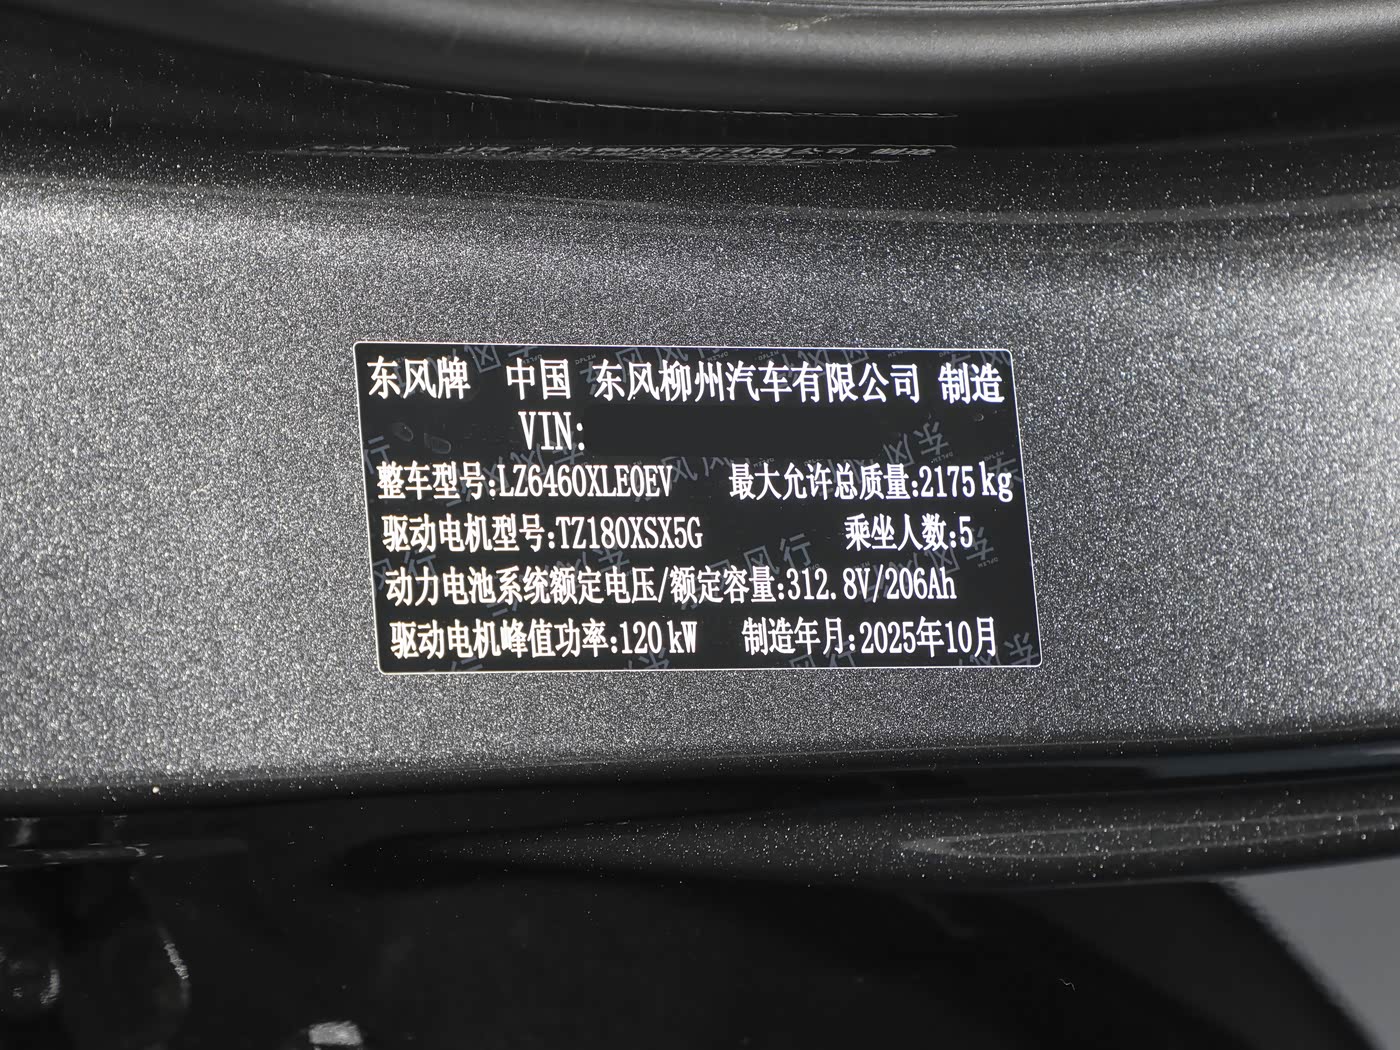 东风牌 中国 东风柳州汽车有限公司 制造
VIN:
整车型号:LZ6460XLE0EV 最大允许总质量:2175kg
驱动电机型号:TZ180XSX5G 乘坐人数:5
动力电池系统额定电压/额定容量:312.8V/206Ah
驱动电机峰值功率:120kW 制造年月:2025年10月